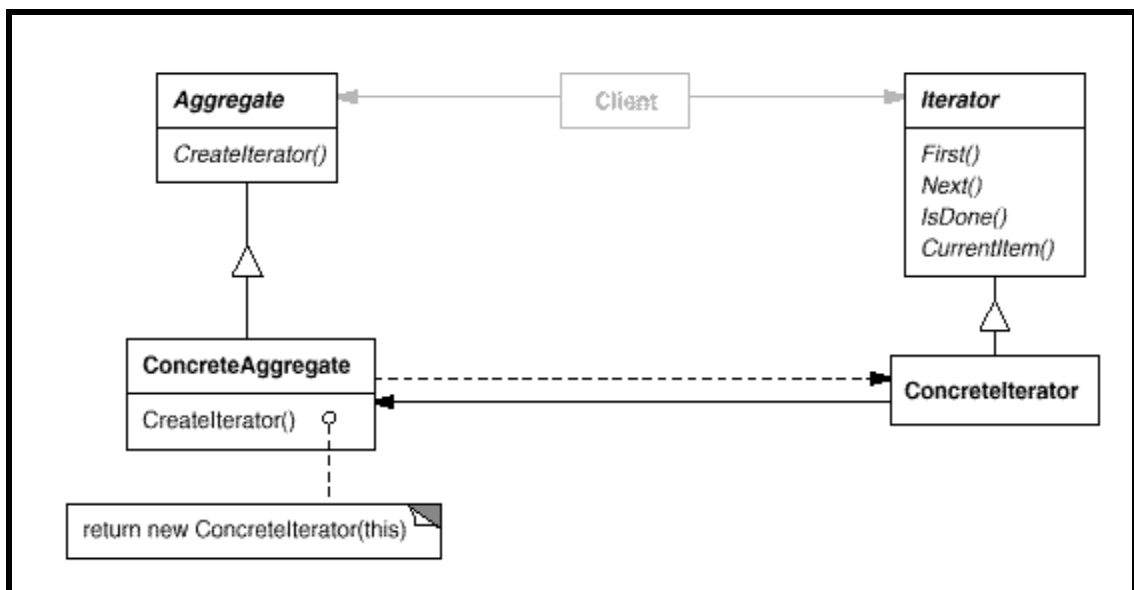 Aggregate
CreateIterator()
Client
Iterator
First()
Next()
IsDone()
CurrentItem()
ConcreteAggregate
CreateIterator()
return new ConcreteIterator(this)
ConcreteIterator